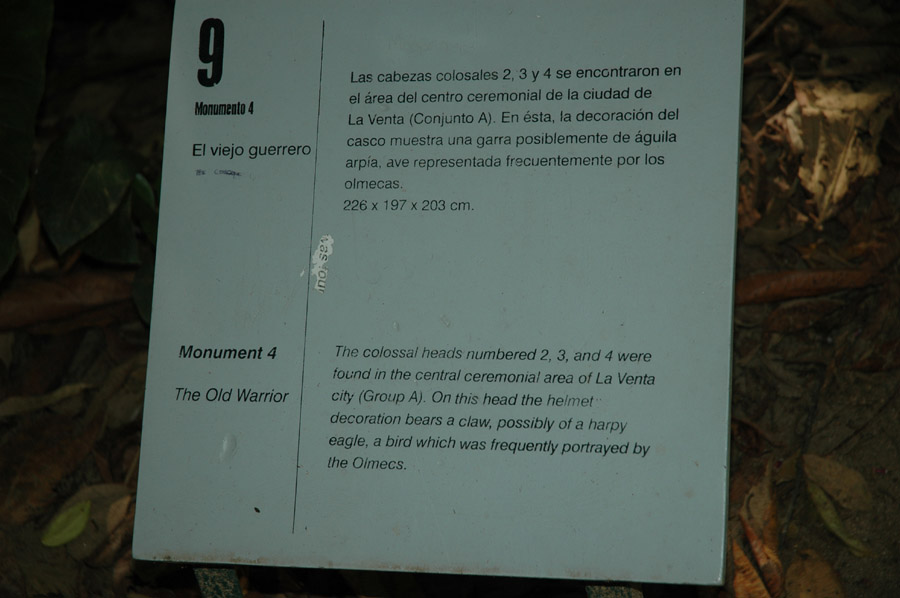 9
Monumento 4
El viejo guerrero
Las cabezas colosales 2, 3 y 4 se encontraron en
el área del centro ceremonial de la ciudad de
La Venta (Conjunto A). En ésta, la decoración del
casco muestra una garra posiblemente de águila
arpía, ave representada frecuentemente por los
olmecas.
226 x 197 x 203 cm.
Monument 4
The Old Warrior
The colossal heads numbered 2, 3, and 4 were
found in the central ceremonial area of La Venta
city (Group A). On this head the helmet
decoration bears a claw, possibly of a harpy
eagle, a bird which was frequently portrayed by
the Olmecs.